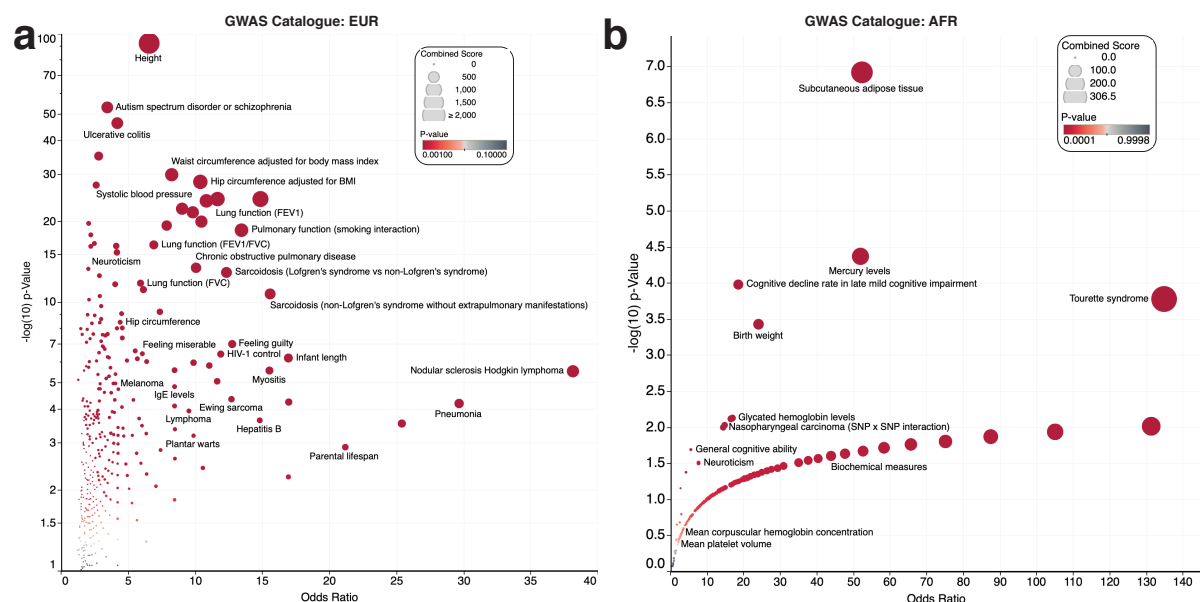 a
GWAS Catalogue: EUR
100
70
50
40
30
20
15
10
7
5
4
3
2
1.5
1
-log(10) p-Value
Height
Autism spectrum disorder or schizophrenia
Ulcerative colitis
Waist circumference adjusted for body mass index
Hip circumference adjusted for BMI
Systolic blood pressure
Lung function (FEV1)
Pulmonary function (smoking interaction)
Lung function (FEV1/FVC)
Chronic obstructive pulmonary disease
Neuroticism
Sarcoidosis (Lofgren's syndrome vs non-Lofgren's syndrome)
Lung function (FVC)
Sarcoidosis (non-Lofgren's syndrome without extrapulmonary manifestations)
Hip circumference
Feeling miserable
Feeling guilty
HIV-1 control
Infant length
Nodular sclerosis Hodgkin lymphoma
Myositis
Melanoma
IgE levels
Ewing sarcoma
Pneumonia
Lymphoma
Hepatitis B
Plantar warts
Parental lifespan
Combined Score
0
500
1,000
1,500
≥ 2,000
P-value
0.00100 0.10000
0 5 10 15 20 25 30 35 40
Odds Ratio
b
GWAS Catalogue: AFR
7.0
6.5
6.0
5.5
5.0
4.5
4.0
3.5
3.0
2.5
2.0
1.5
1.0
0.5
0.0
-log(10) p-Value
Subcutaneous adipose tissue
Mercury levels
Cognitive decline rate in late mild cognitive impairment
Tourette syndrome
Birth weight
Glycated hemoglobin levels
Nasopharyngeal carcinoma (SNP x SNP interaction)
General cognitive ability
Neuroticism
Biochemical measures
Mean corpuscular hemoglobin concentration
Mean platelet volume
Combined Score
0.0
100.0
200.0
306.5
P-value
0.0001 0.9998
0 10 20 30 40 50 60 70 80 90 100 110 120 130 140
Odds Ratio